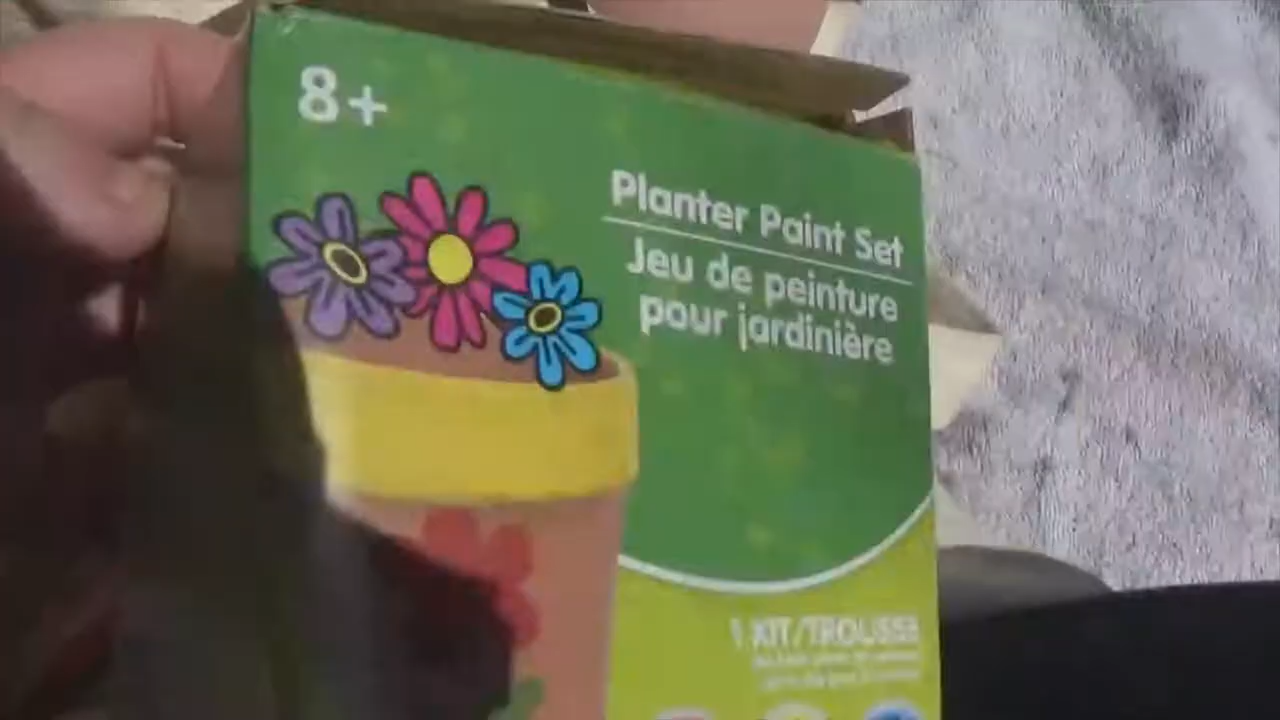 8+
Planter Paint Set
Jeu de peinture
pour jardinière
1 KIT/TROUSSE